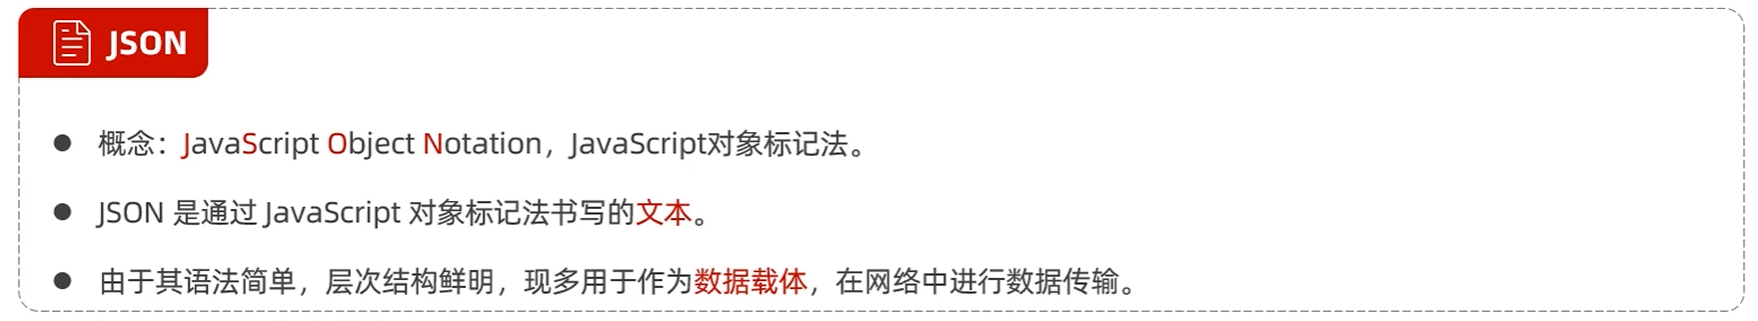 JSON
● 概念：JavaScript Object Notation，JavaScript对象标记法。
● JSON 是通过 JavaScript 对象标记法书写的文本。
● 由于其语法简单，层次结构鲜明，现多用于作为数据载体，在网络中进行数据传输。